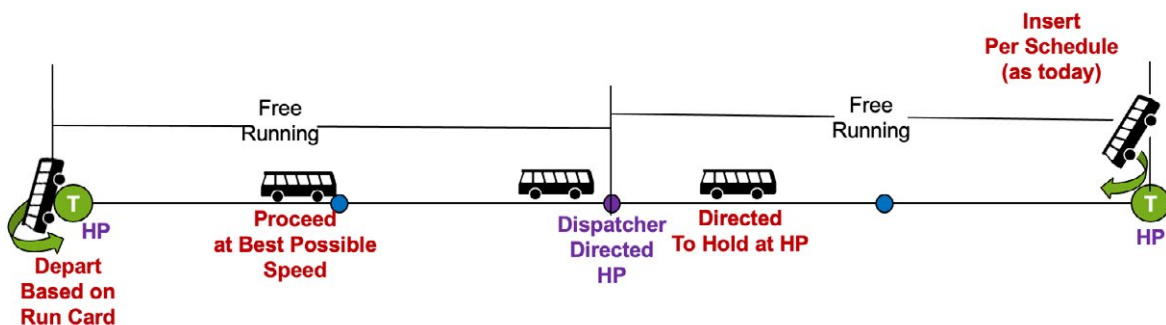 Insert
Per Schedule
(as today)
Free
Running
Free
Running
T
HP
Depart
Based on
Run Card
Proceed
at Best Possible
Speed
Dispatcher
Directed
HP
Directed
To Hold at HP
T
HP